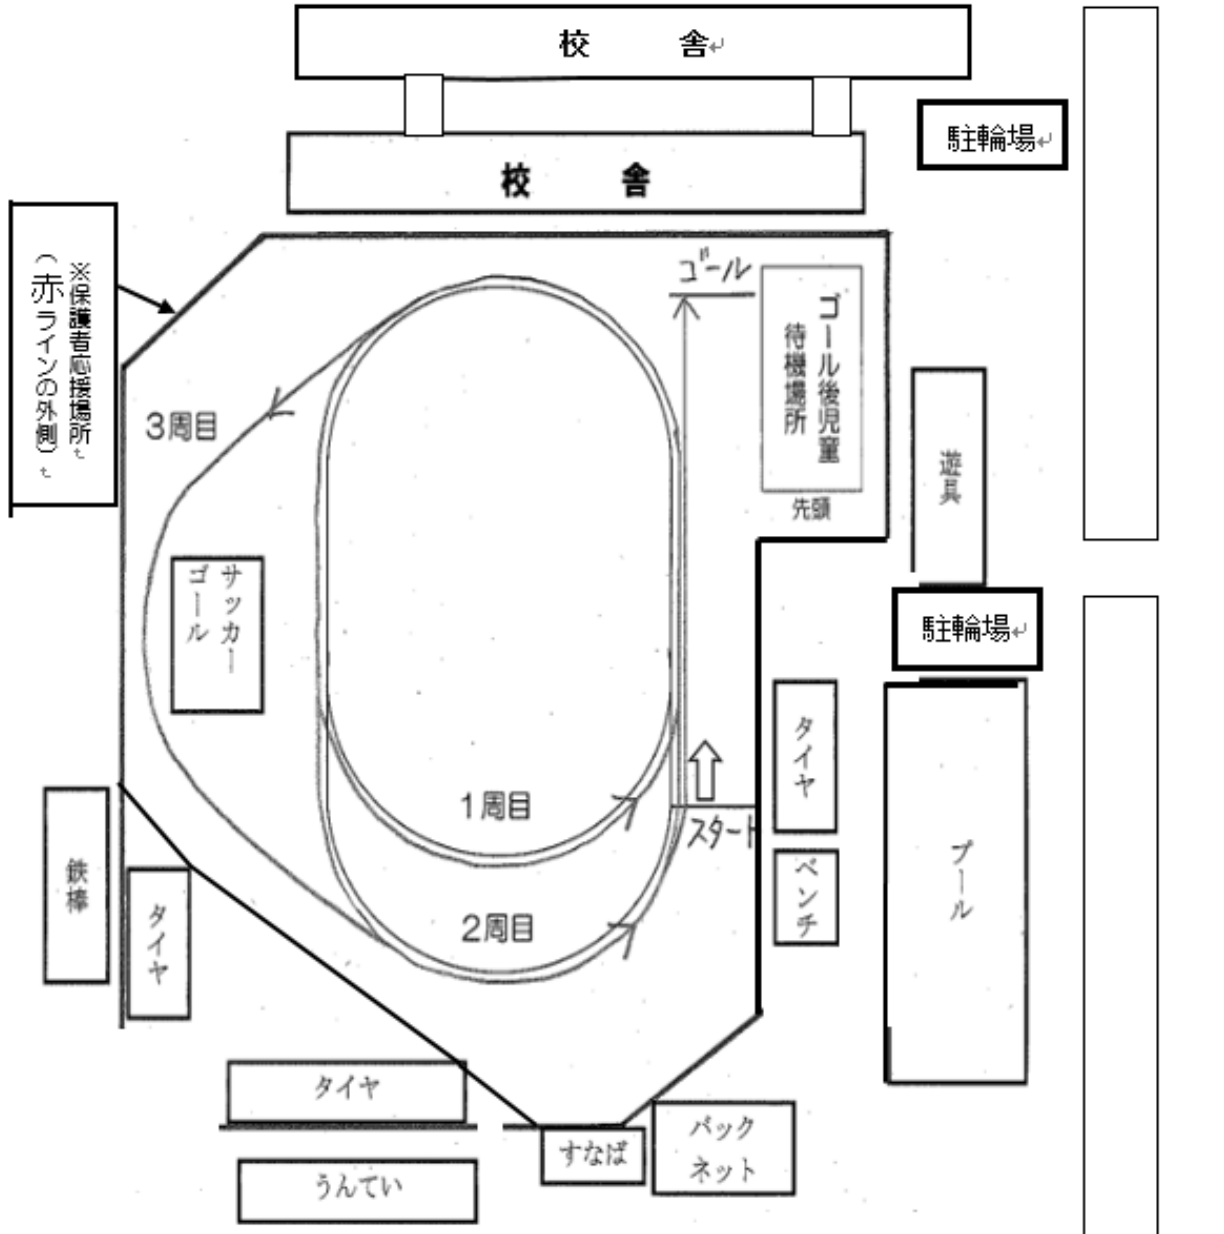 校　舎
駐輪場
校　舎
※保護者応援場所
（赤ラインの外側）
ゴール
ゴール後児童
待機場所
先頭
3周目
遊具
サッカー
ゴール
駐輪場
タイヤ
1周目
スタート
プール
ベンチ
鉄棒
タイヤ
2周目
タイヤ
バック
ネット
すなば
うんてい